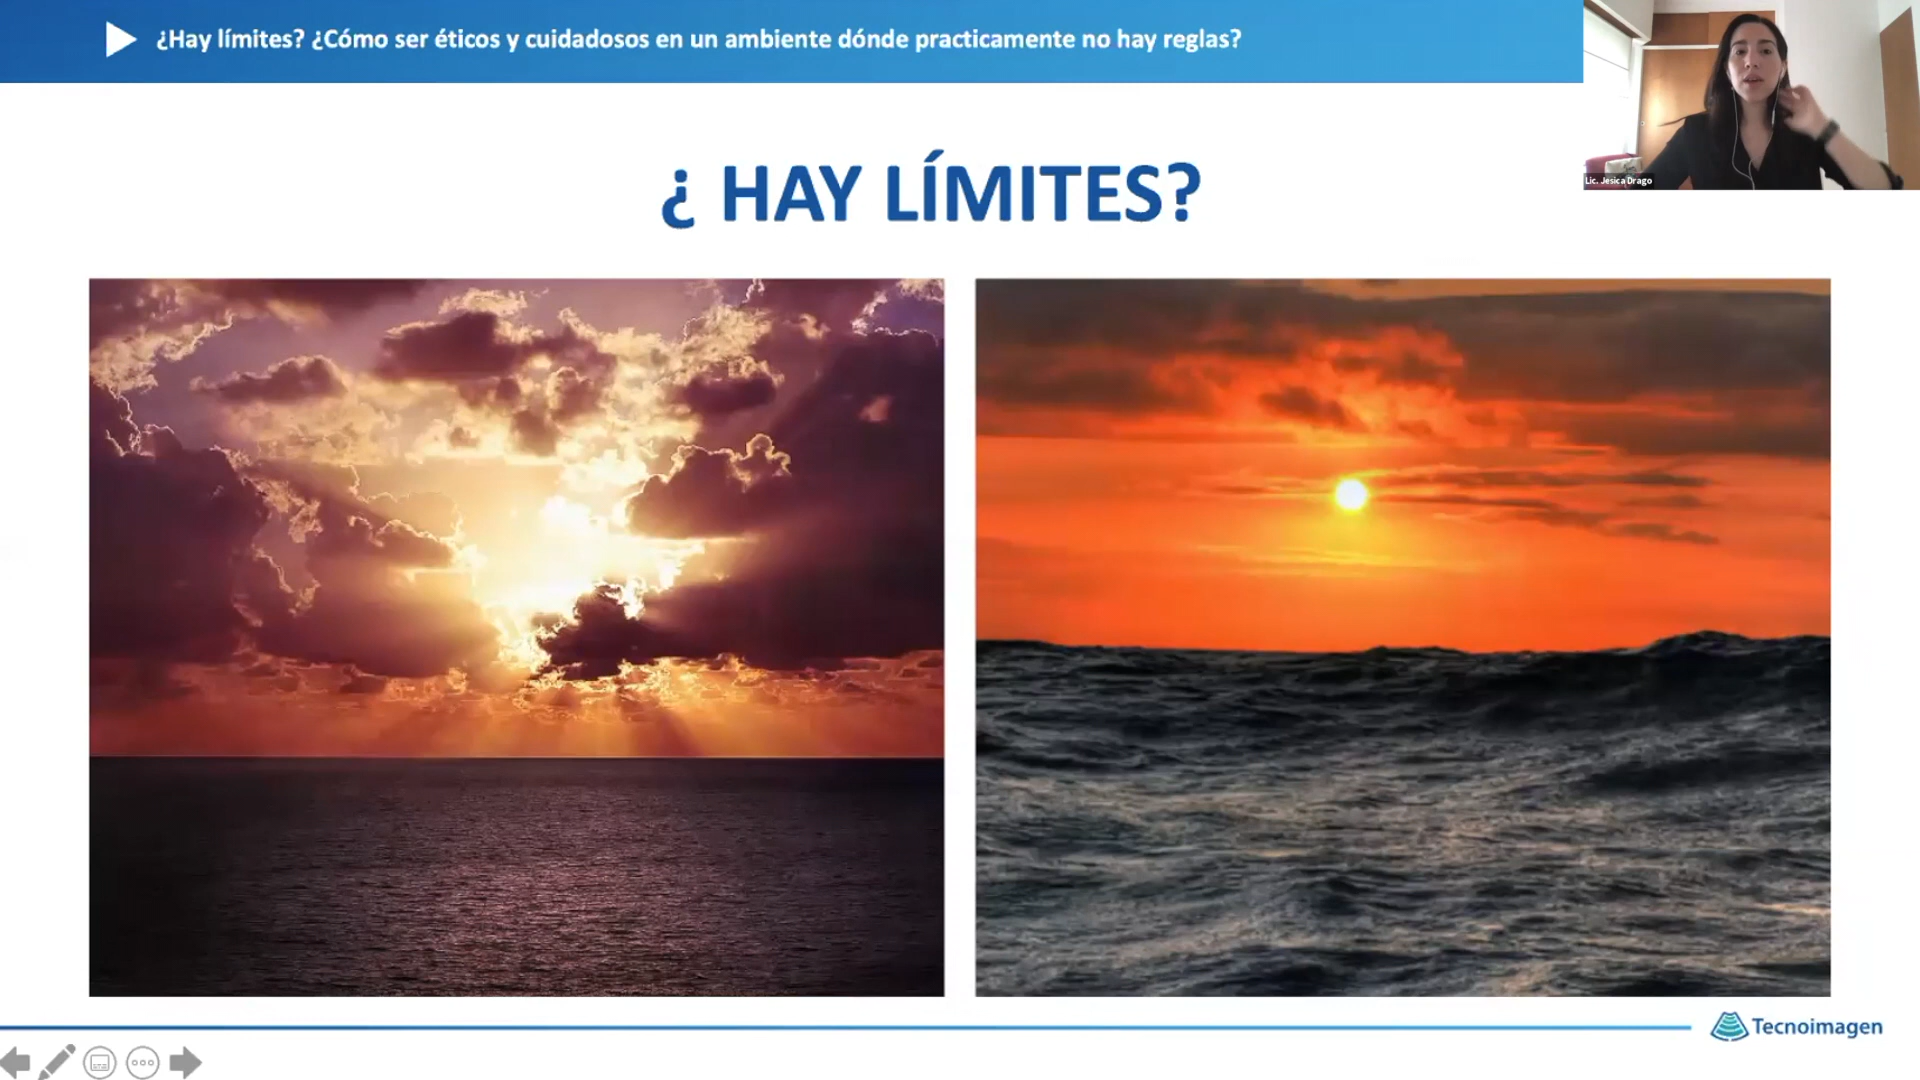 ¿Hay límites? ¿Cómo ser éticos y cuidadosos en un ambiente dónde practicamente no hay reglas?
Lic. Jesica Drago
¿ HAY LÍMITES?
Tecnoimagen